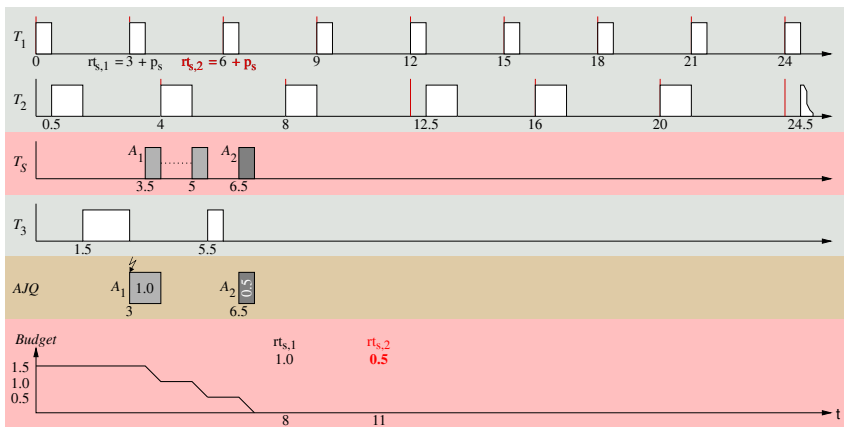 T1
0 rts,1 = 3 + ps rts,2 = 6 + ps 9 12 15 18 21 24
T2
0.5 4 8 12.5 16 20 24.5
TS A1 A2
3.5 5 6.5
T3
1.5 5.5
AJQ A1 1.0 A2 0.5
3 6.5
Budget rts,1 rts,2
1.5 1.0 0.5
1.0
0.5
t
8 11